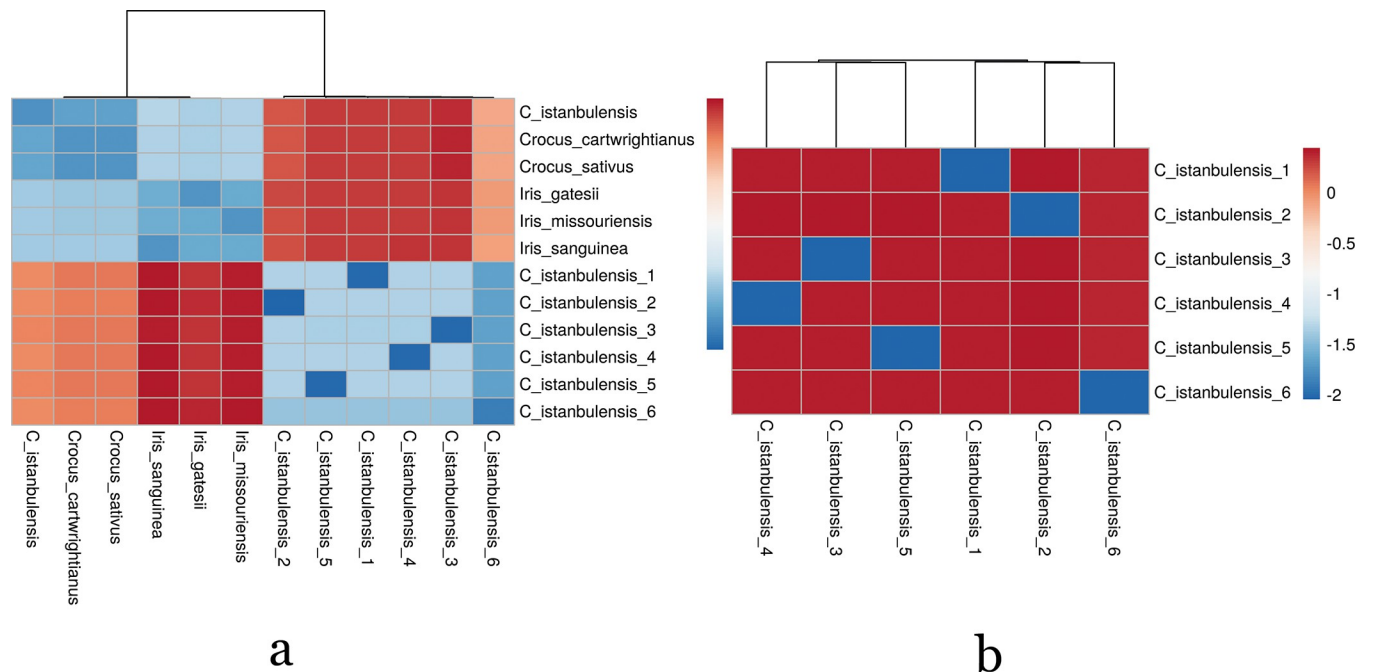 C_istanbulensis
Crocus_cartwrightianus
Crocus_sativus
Iris_gatesii
Iris_missouriensis
Iris_sanguinea
C_istanbulensis_1
C_istanbulensis_2
C_istanbulensis_3
C_istanbulensis_4
C_istanbulensis_5
C_istanbulensis_6
C_istanbulensis
Crocus_cartwrightianus
Crocus_sativus
Iris_sanguinea
Iris_gatesii
Iris_missouriensis
C_istanbulensis_2
C_istanbulensis_5
C_istanbulensis_1
C_istanbulensis_4
C_istanbulensis_3
C_istanbulensis_6
a
C_istanbulensis_1
C_istanbulensis_2
C_istanbulensis_3
C_istanbulensis_4
C_istanbulensis_5
C_istanbulensis_6
0
-0.5
-1
-1.5
-2
C_istanbulensis_4
C_istanbulensis_3
C_istanbulensis_5
C_istanbulensis_1
C_istanbulensis_2
C_istanbulensis_6
b